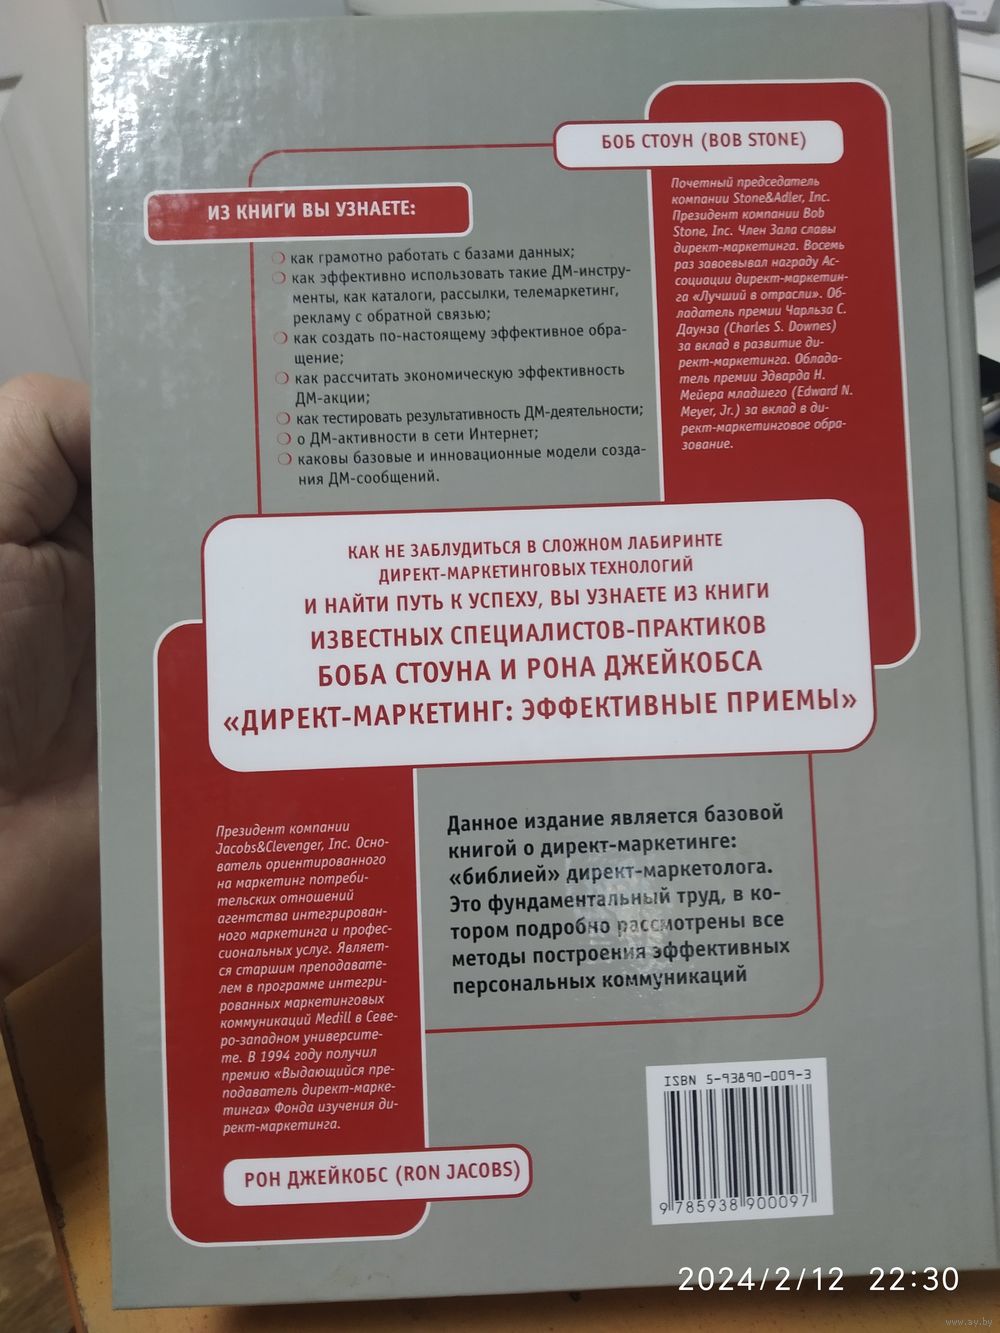 БОБ СТОУН (BOB STONE)
Почетный председатель
компании Stone&Adler, Inc.
Президент компании Bob
Stone, Inc. Член Зала славы
директ-маркетинга. Восемь
раз завоевывал награду Ас-
социации директ-маркетин-
га «Лучший в отрасли». Об-
ладатель премии Чарльза С.
Даунза (Charles S. Downes)
за вклад в развитие ди-
рект-маркетинга. Облада-
тель премии Эдварда Н.
Мейера младшего (Edward N.
Meyer, Jr.) за вклад в ди-
рект-маркетинговое обра-
зование.
ИЗ КНИГИ ВЫ УЗНАЕТЕ:
как грамотно работать с базами данных;
как эффективно использовать такие ДМ-инстру-
менты, как каталоги, рассылки, телемаркетинг,
рекламу с обратной связью;
как создать по-настоящему эффективное обра-
щение;
как рассчитать экономическую эффективность
ДМ-акции;
как тестировать результативность ДМ-деятельности;
о ДМ-активности в сети Интернет;
каковы базовые и инновационные модели созда-
ния ДМ-сообщений.
КАК НЕ ЗАБЛУДИТЬСЯ В СЛОЖНОМ ЛАБИРИНТЕ
ДИРЕКТ-МАРКЕТИНГОВЫХ ТЕХНОЛОГИЙ
И НАЙТИ ПУТЬ К УСПЕХУ, ВЫ УЗНАЕТЕ ИЗ КНИГИ
ИЗВЕСТНЫХ СПЕЦИАЛИСТОВ-ПРАКТИКОВ
БОБА СТОУНА И РОНА ДЖЕЙКОБСА
«ДИРЕКТ-МАРКЕТИНГ: ЭФФЕКТИВНЫЕ ПРИЕМЫ»
Президент компании
Jacobs&Clevenger, Inc. Осно-
ватель ориентированного
на маркетинг потреби-
тельских отношений
агентства интегрирован-
ного маркетинга и профес-
сиональных услуг. Являет-
ся старшим преподавате-
лем в программе интегри-
рованных маркетинговых
коммуникаций Medill в Севе-
ро-западном университе-
те. В 1994 году получил
премию «Выдающийся пре-
подаватель директ-марке-
тинга» Фонда изучения ди-
рект-маркетинга.
РОН ДЖЕЙКОБС (RON JACOBS)
Данное издание является базовой
книгой о директ-маркетинге:
«библией» директ-маркетолога.
Это фундаментальный труд, в ко-
тором подробно рассмотрены все
методы построения эффективных
персональных коммуникаций
ISBN 5-93890-009-3
9 785938 900097
2024/2/12 22:30
www.ay.by